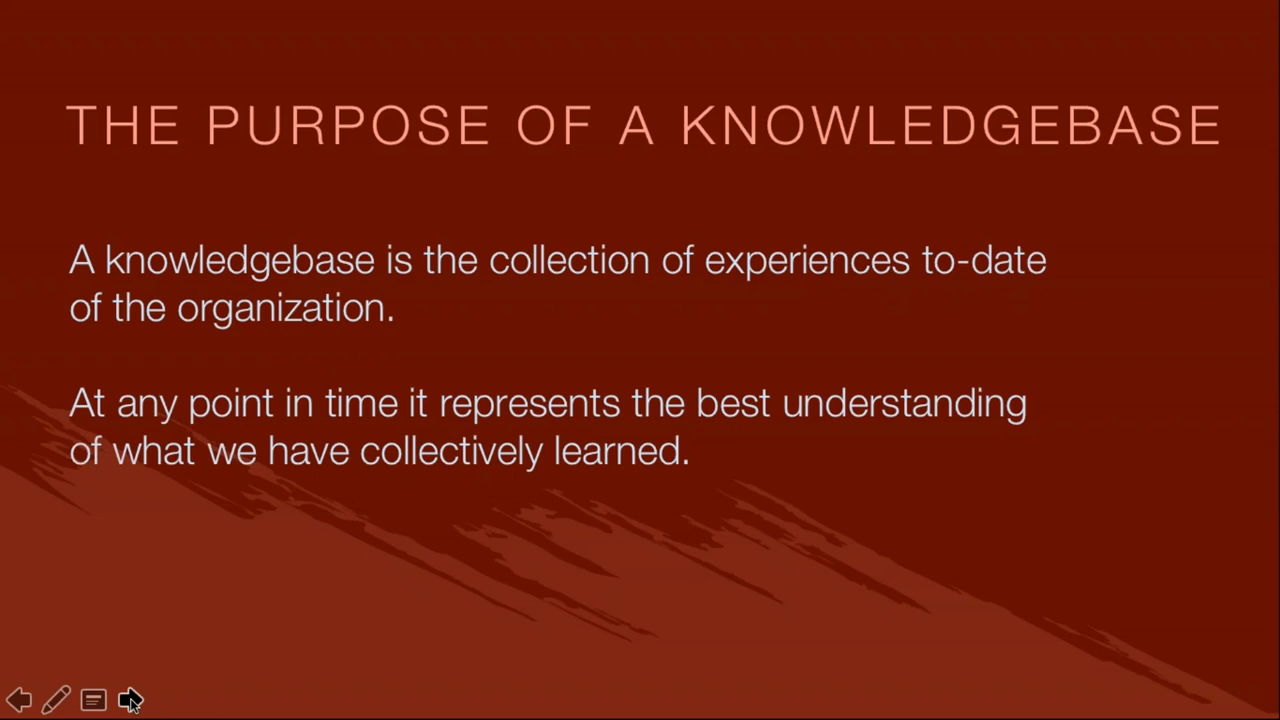 THE PURPOSE OF A KNOWLEDGEBASE
A knowledgebase is the collection of experiences to-date
of the organization.
At any point in time it represents the best understanding
of what we have collectively learned.